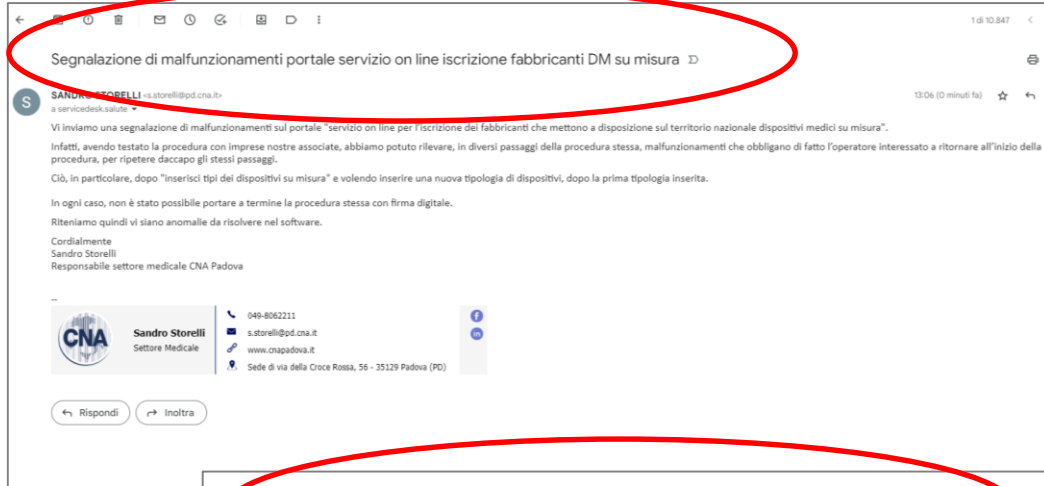 1 di 10.847
Segnalazione di malfunzionamenti portale servizio on line iscrizione fabbricanti DM su misura
S
SANDRO STORELLI <s.storelli@pd.cna.it>
13:06 (0 minuti fa)
a servicedesk.salute
Vi inviamo una segnalazione di malfunzionamenti sul portale "servizio on line per l'iscrizione dei fabbricanti che mettono a disposizione sul territorio nazionale dispositivi medici su misura".
Infatti, avendo testato la procedura con imprese nostre associate, abbiamo potuto rilevare, in diversi passaggi della procedura stessa, malfunzionamenti che obbligano di fatto l'operatore interessato a ritornare all'inizio della
procedura, per ripetere daccapo gli stessi passaggi.
Ciò, in particolare, dopo "inserisci tipi dei dispositivi su misura" e volendo inserire una nuova tipologia di dispositivi, dopo la prima tipologia inserita.
In ogni caso, non è stato possibile portare a termine la procedura stessa con firma digitale.
Riteniamo quindi vi siano anomalie da risolvere nel software.
Cordialmente
Sandro Storelli
Responsabile settore medicale CNA Padova
--
CNA
Sandro Storelli
Settore Medicale
049-8062211
s.storelli@pd.cna.it
www.cnapadova.it
Sede di via della Croce Rossa, 56 - 35129 Padova (PD)
f
in
Rispondi
Inoltra